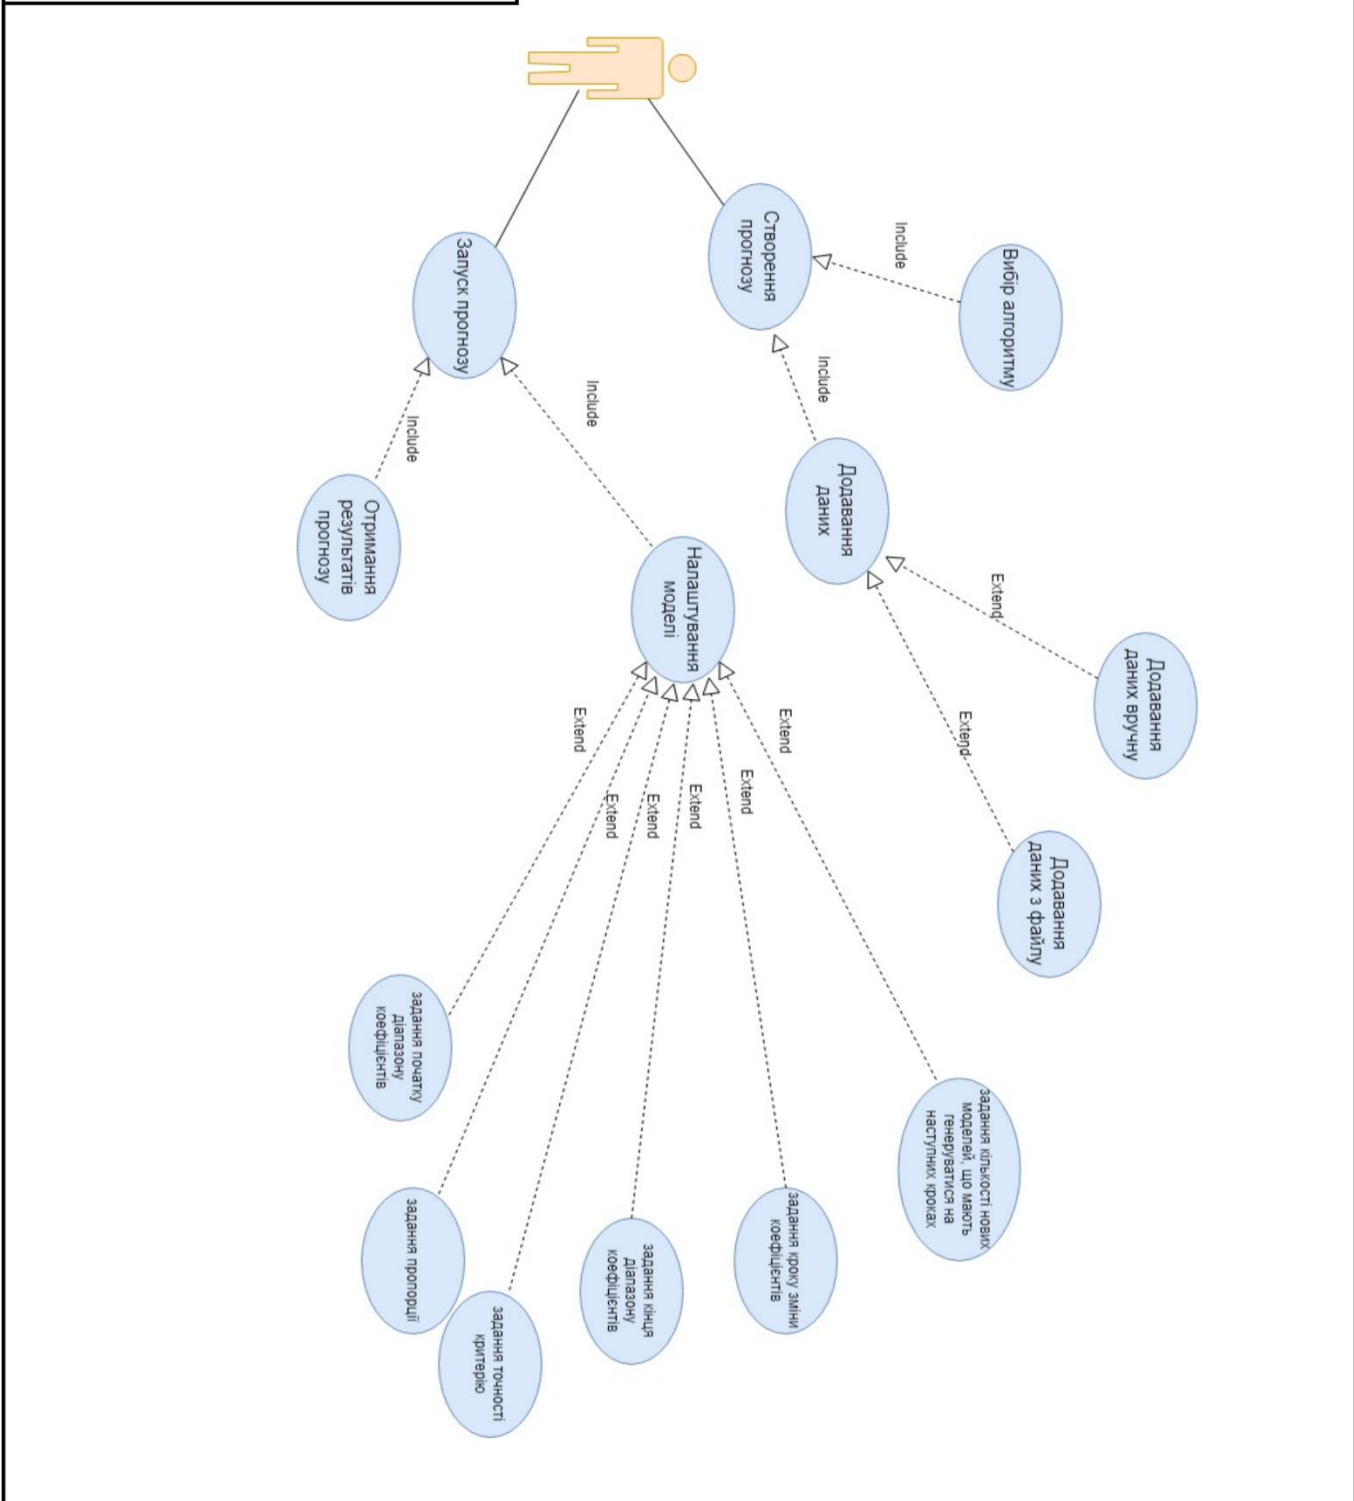 Створення
прогнозу
Include
Вибір алгоритму
Include
Додавання
даних
Extend
Додавання
даних вручну
Extend
Додавання
даних з файлу
Запуск прогнозу
Include
Налаштування
моделі
Include
Отримання
результатів
прогнозу
Extend
задання кількості нових
моделей, що мають
генеруватися на
наступних кроках
Extend
задання кроку зміни
коефіцієнтів
Extend
задання кінця
діапазону
коефіцієнтів
Extend
задання точності
критерію
Extend
задання пропорції
Extend
задання початку
діапазону
коефіцієнтів